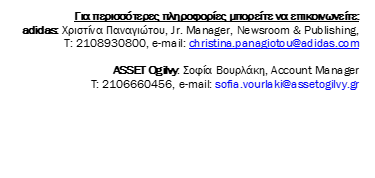 Για περισσότερες πληροφορίες μπορείτε να επικοινωνείτε:
adidas: Χριστίνα Παναγιώτου, Jr. Manager, Newsroom & Publishing,
Τ: 2108930800, e-mail: christina.panagiotou@adidas.com
ASSET Ogilvy: Σοφία Βουρλάκη, Account Manager
Τ: 2106660456, e-mail: sofia.vourlaki@assetogilvy.gr